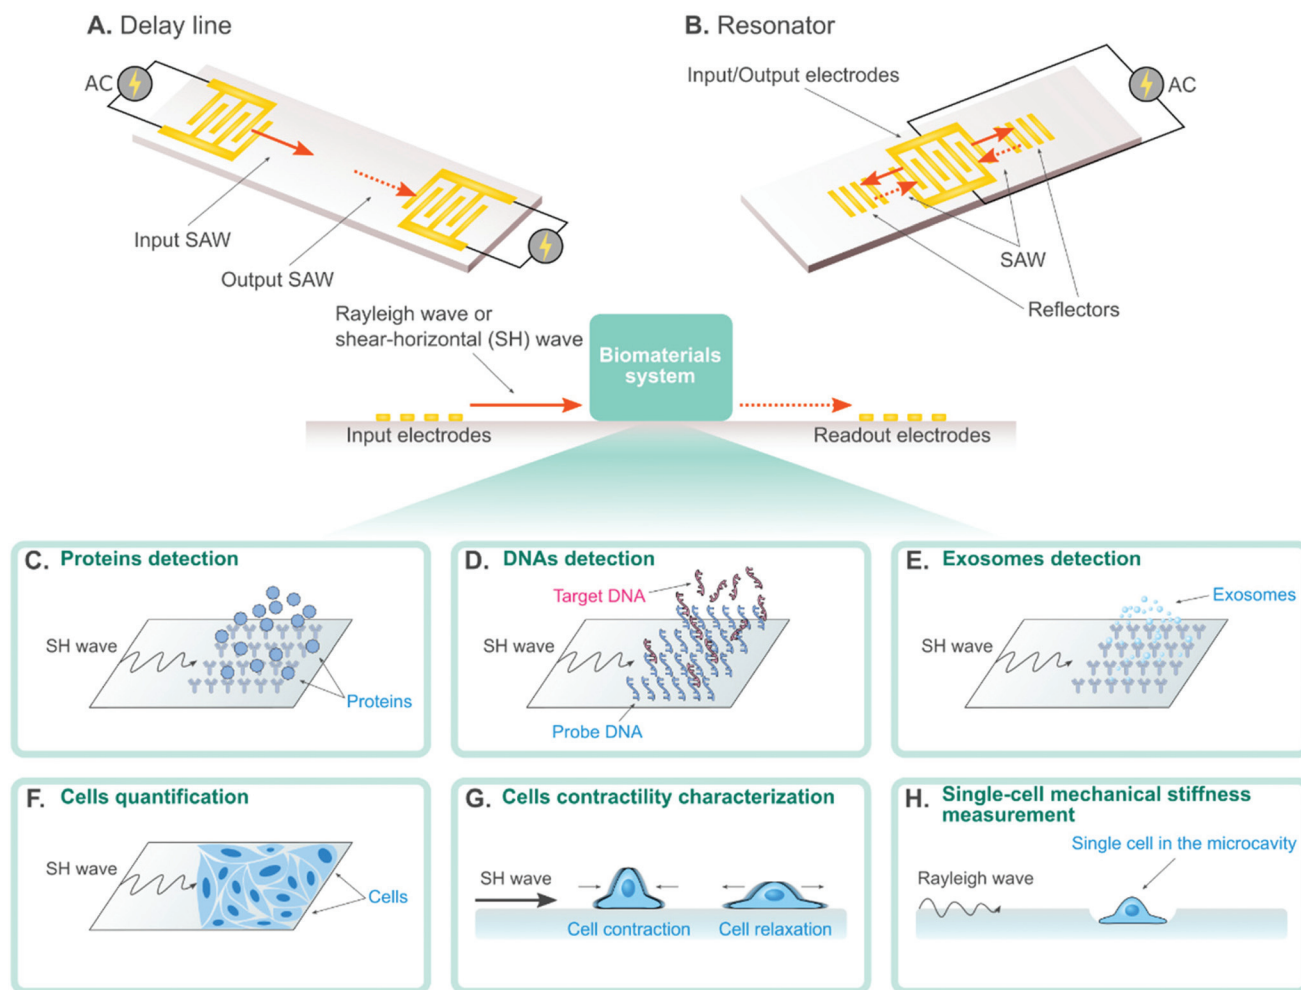 A. Delay line
AC
Input SAW
Output SAW
B. Resonator
Input/Output electrodes
AC
SAW
Reflectors
Rayleigh wave or
shear-horizontal (SH) wave
Biomaterials
system
Input electrodes
Readout electrodes
C. Proteins detection
SH wave
Proteins
D. DNAs detection
Target DNA
SH wave
Probe DNA
E. Exosomes detection
Exosomes
SH wave
F. Cells quantification
SH wave
Cells
G. Cells contractility characterization
SH wave
Cell contraction
Cell relaxation
H. Single-cell mechanical stiffness
measurement
Single cell in the microcavity
Rayleigh wave